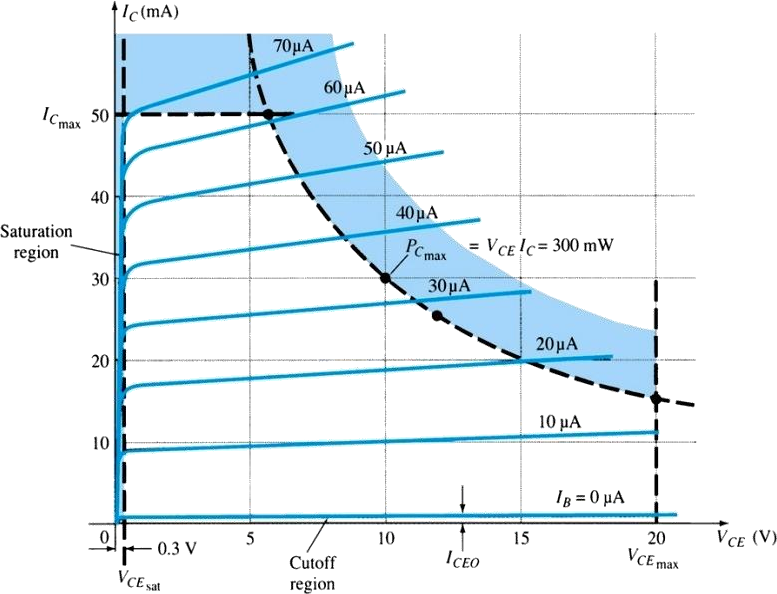 I_C (mA)
70 µA
60 µA
I_Cmax
50
50 µA
40
40 µA
Saturation
region
P_Cmax = V_CE I_C = 300 mW
30
30 µA
20
20 µA
10
10 µA
I_B = 0 µA
0
5
10
15
20
V_CE (V)
0.3 V
V_CEsat
Cutoff
region
I_CEO
V_CEmax